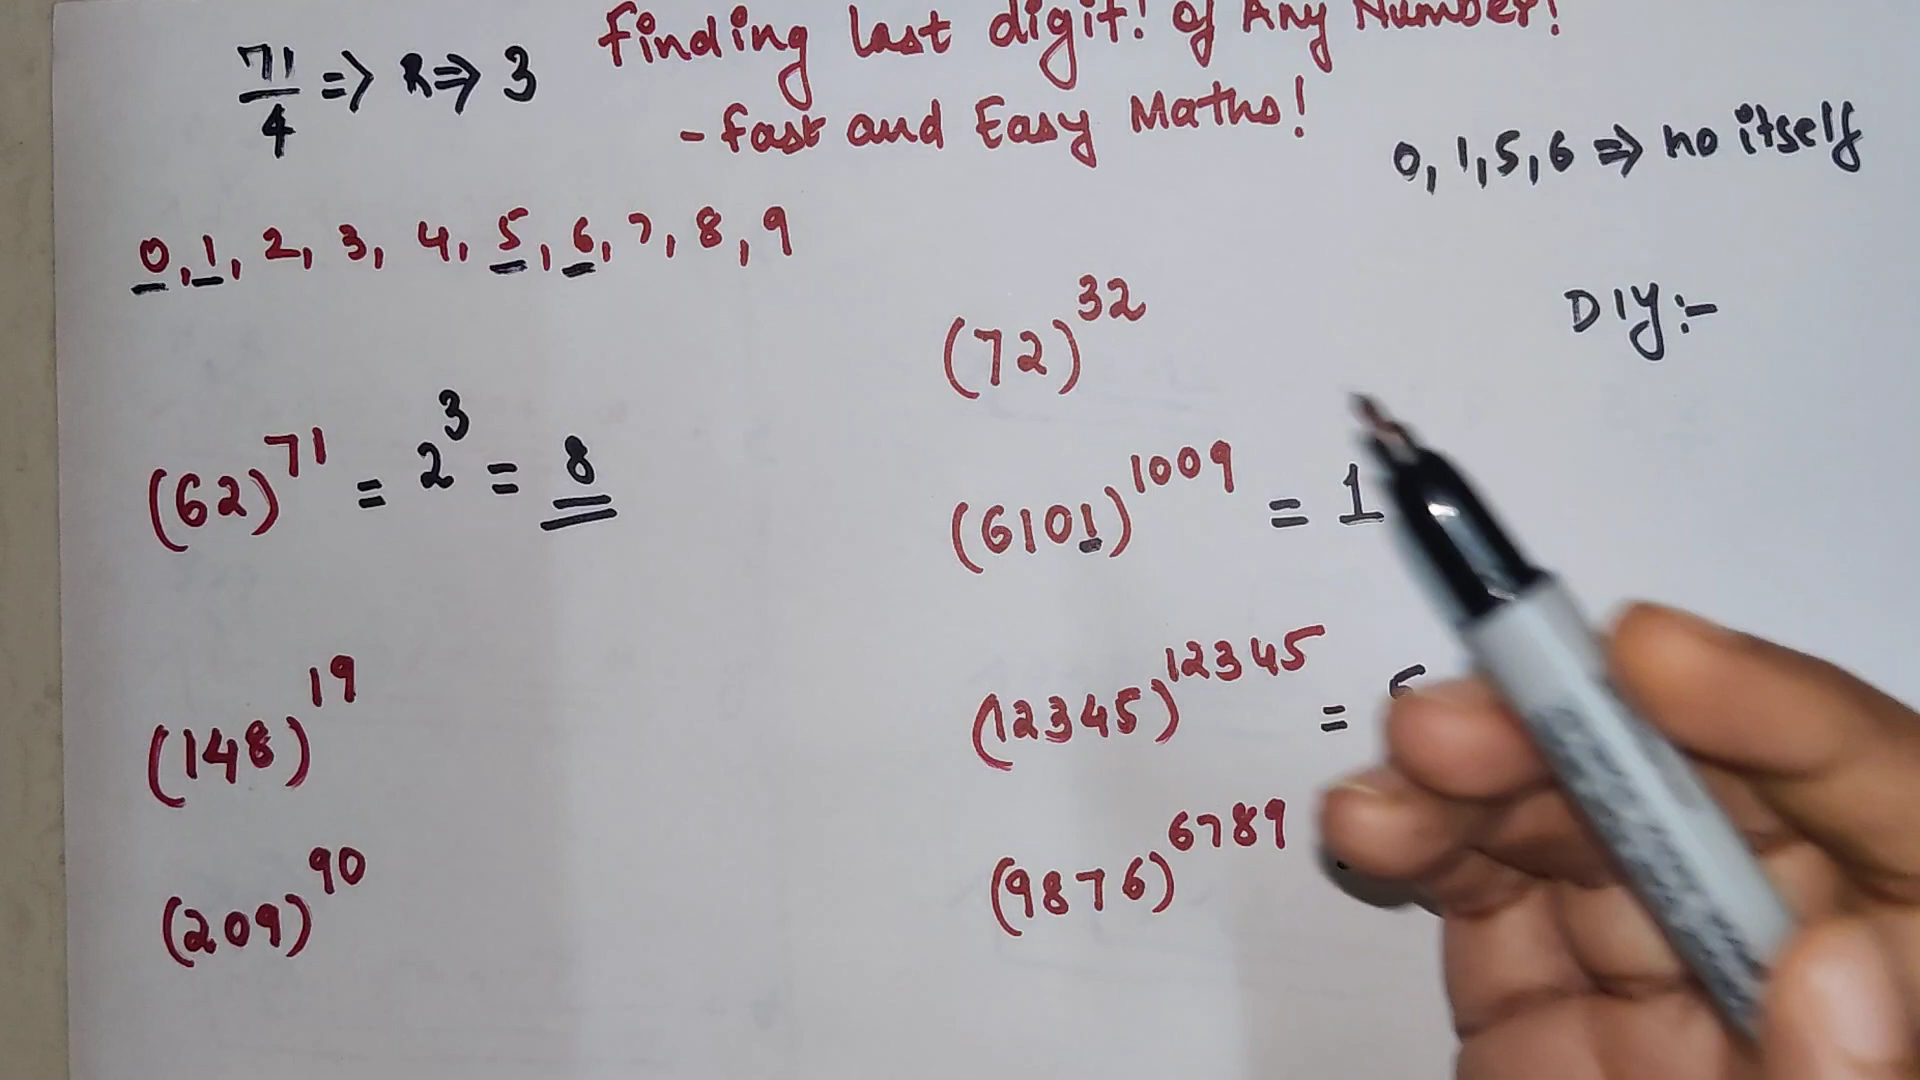 Finding last digit! of Any Number!
- fast and Easy Maths!
71/4 => R => 3
0, 1, 5, 6 => no itself
0, 1, 2, 3, 4, 5, 6, 7, 8, 9
DIY:-
(62)^71 = 2^3 = 8
(148)^19
(209)^90
(72)^32
(6101)^1009 = 1
(12345)^12345 = 5
(9876)^6789